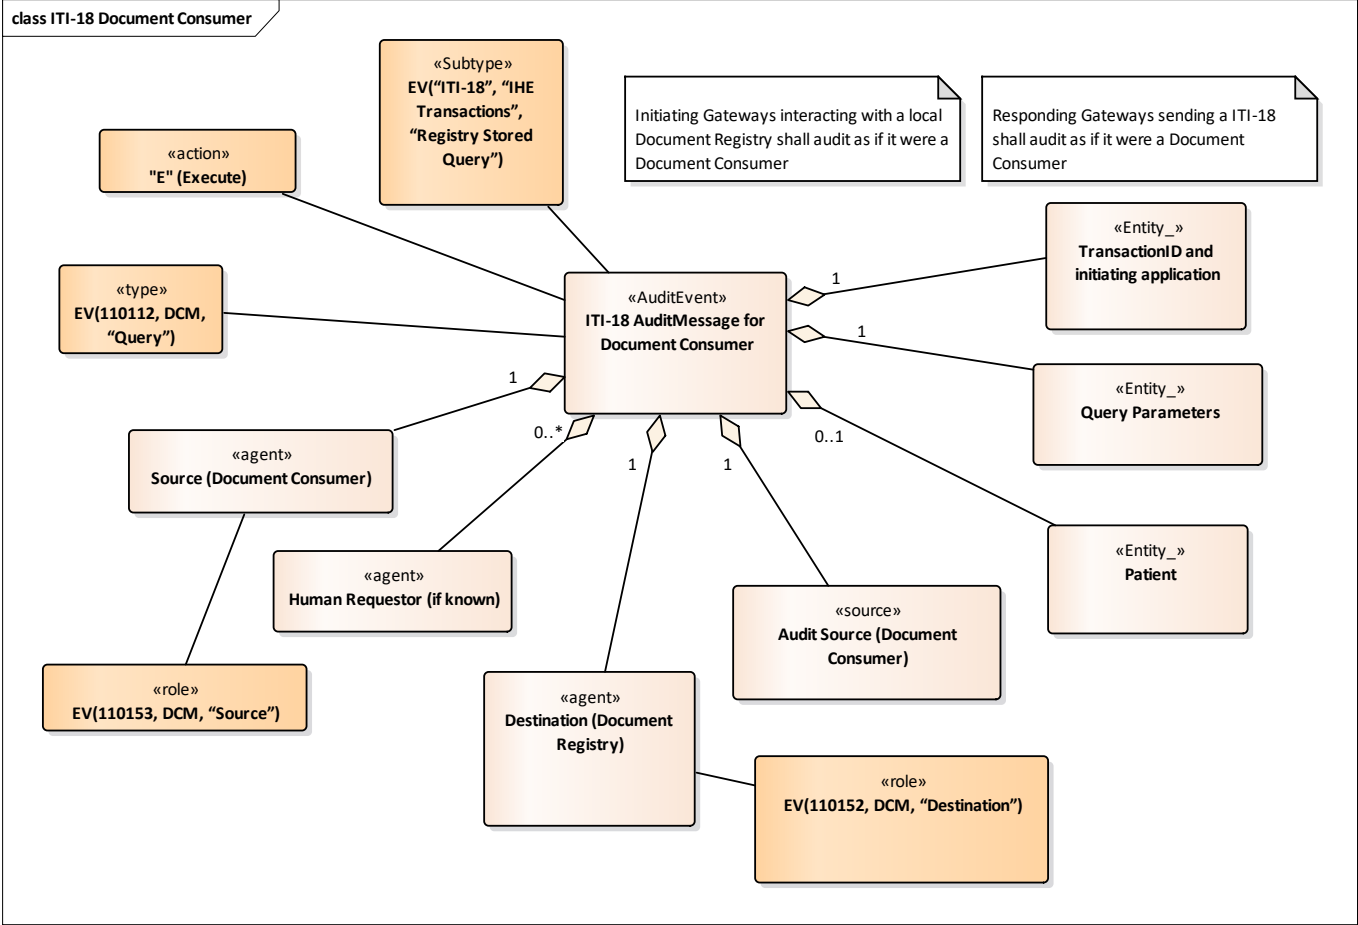 class ITI-18 Document Consumer
«Subtype»
EV(“ITI-18”, “IHE
Transactions”,
“Registry Stored
Query”)
Initiating Gateways interacting with a local
Document Registry shall audit as if it were a
Document Consumer
Responding Gateways sending a ITI-18
shall audit as if it were a Document
Consumer
«action»
"E" (Execute)
«Entity_»
TransactionID and
initiating application
«type»
EV(110112, DCM,
“Query”)
«AuditEvent»
ITI-18 AuditMessage for
Document Consumer
1
1
1
0..*
1
1
0..1
«Entity_»
Query Parameters
«agent»
Source (Document Consumer)
«agent»
Human Requestor (if known)
«Entity_»
Patient
«source»
Audit Source (Document
Consumer)
«role»
EV(110153, DCM, “Source”)
«agent»
Destination (Document
Registry)
«role»
EV(110152, DCM, “Destination”)